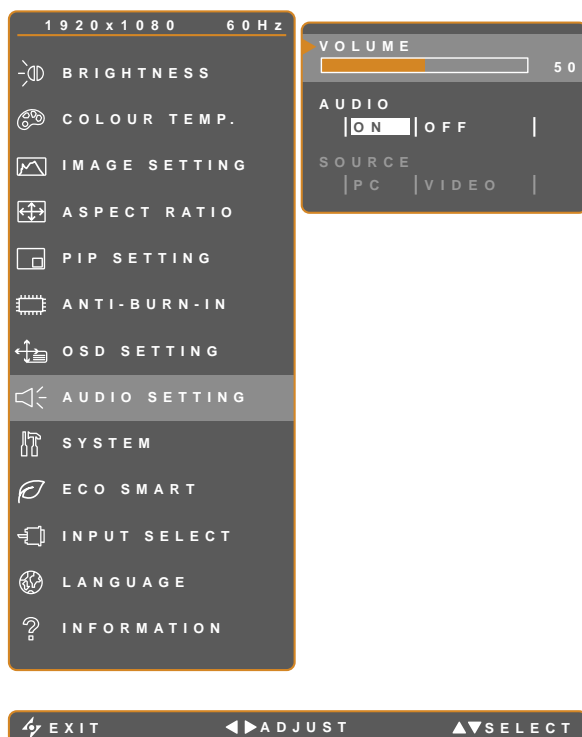 1920x1080 60Hz
BRIGHTNESS
COLOUR TEMP.
IMAGE SETTING
ASPECT RATIO
PIP SETTING
ANTI-BURN-IN
OSD SETTING
AUDIO SETTING
SYSTEM
ECO SMART
INPUT SELECT
LANGUAGE
INFORMATION
VOLUME
50
AUDIO
ON OFF
SOURCE
PC VIDEO
EXIT ADJUST SELECT